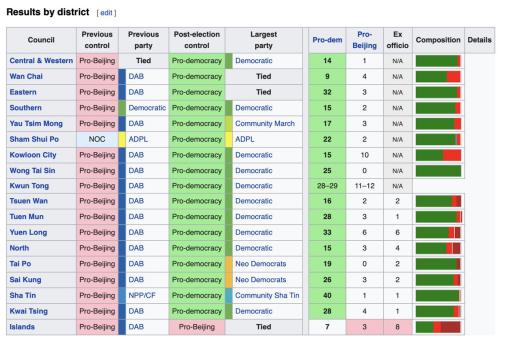 Results by district [ edit ]
Council Previous control Previous party Post-election control Largest party Pro-dem Pro-Beijing Ex officio Composition Details
Central & Western Pro-Beijing Tied Pro-democracy Democratic 14 1 N/A
Wan Chai Pro-Beijing DAB Pro-democracy Tied 9 4 N/A
Eastern Pro-Beijing DAB Pro-democracy Tied 32 3 N/A
Southern Pro-Beijing Democratic Pro-democracy Democratic 15 2 N/A
Yau Tsim Mong Pro-Beijing DAB Pro-democracy Community March 17 3 N/A
Sham Shui Po NOC ADPL Pro-democracy ADPL 22 2 N/A
Kowloon City Pro-Beijing DAB Pro-democracy Democratic 15 10 N/A
Wong Tai Sin Pro-Beijing DAB Pro-democracy Democratic 25 0 N/A
Kwun Tong Pro-Beijing DAB Pro-democracy Democratic 28–29 11–12 N/A
Tsuen Wan Pro-Beijing DAB Pro-democracy Democratic 16 2 2
Tuen Mun Pro-Beijing DAB Pro-democracy Democratic 28 3 1
Yuen Long Pro-Beijing DAB Pro-democracy Democratic 33 6 6
North Pro-Beijing DAB Pro-democracy Democratic 15 3 4
Tai Po Pro-Beijing DAB Pro-democracy Neo Democrats 19 0 2
Sai Kung Pro-Beijing DAB Pro-democracy Neo Democrats 26 3 2
Sha Tin Pro-Beijing NPP/CF Pro-democracy Community Sha Tin 40 1 1
Kwai Tsing Pro-Beijing DAB Pro-democracy Democratic 28 4 1
Islands Pro-Beijing DAB Pro-Beijing Tied 7 3 8